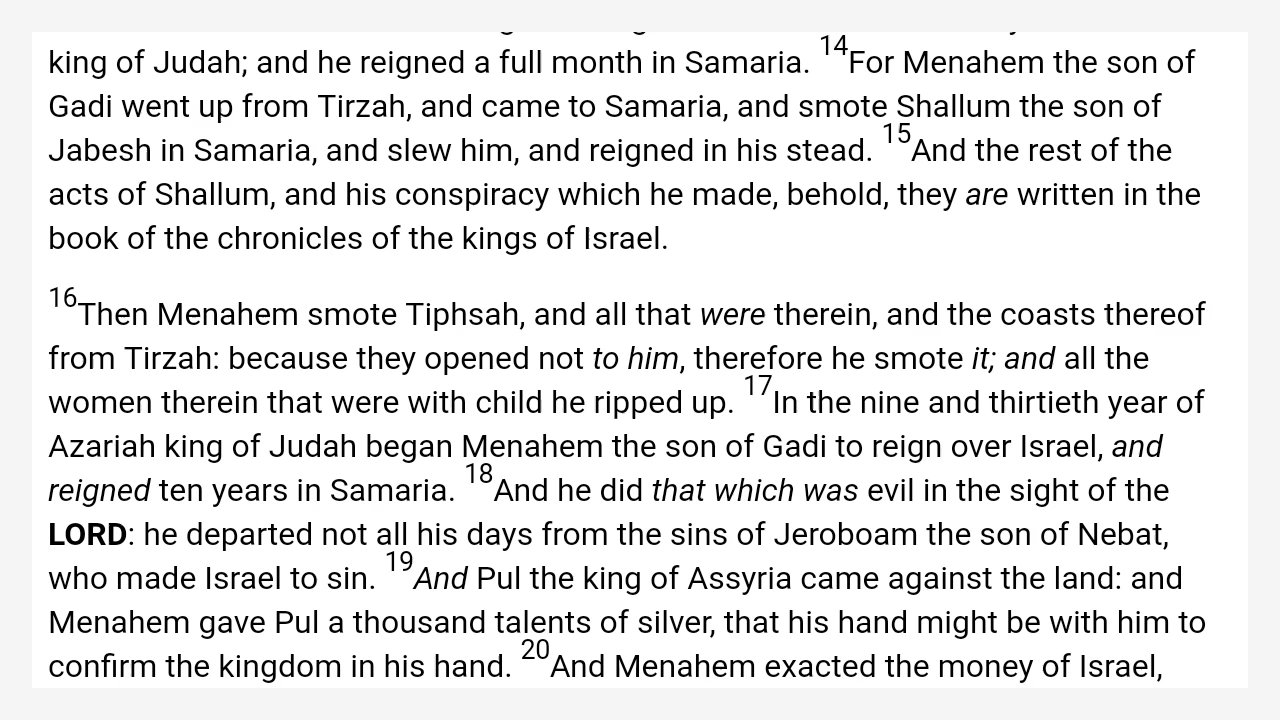 king of Judah; and he reigned a full month in Samaria. 14For Menahem the son of
Gadi went up from Tirzah, and came to Samaria, and smote Shallum the son of
Jabesh in Samaria, and slew him, and reigned in his stead. 15And the rest of the
acts of Shallum, and his conspiracy which he made, behold, they are written in the
book of the chronicles of the kings of Israel.
16Then Menahem smote Tiphsah, and all that were therein, and the coasts thereof
from Tirzah: because they opened not to him, therefore he smote it; and all the
women therein that were with child he ripped up. 17In the nine and thirtieth year of
Azariah king of Judah began Menahem the son of Gadi to reign over Israel, and
reigned ten years in Samaria. 18And he did that which was evil in the sight of the
LORD: he departed not all his days from the sins of Jeroboam the son of Nebat,
who made Israel to sin. 19And Pul the king of Assyria came against the land: and
Menahem gave Pul a thousand talents of silver, that his hand might be with him to
confirm the kingdom in his hand. 20And Menahem exacted the money of Israel,